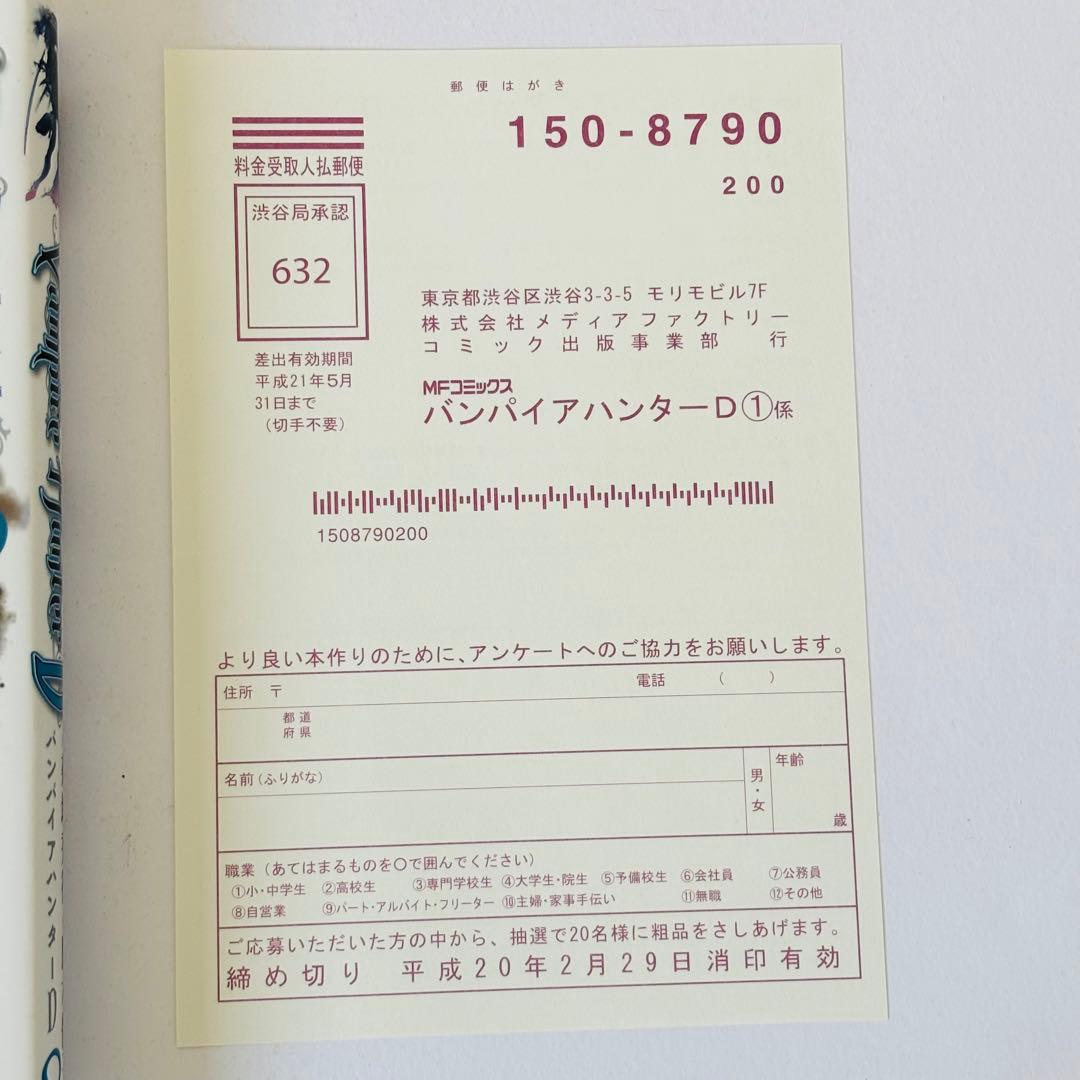 郵便はがき
150-8790
200
料金受取人払郵便
渋谷局承認
632
差出有効期間
平成21年5月
31日まで
(切手不要)
東京都渋谷区渋谷3-3-5 モリモビル7F
株式会社メディアファクトリー
コミック出版事業部 行
MFコミックス
バンパイアハンターD①係
1508790200
より良い本作りのために、アンケートへのご協力をお願いします。
住所 〒
電話 ( )
都道
府県
名前(ふりがな)
男・女
年齢
歳
職業(あてはまるものを○で囲んでください)
①小・中学生 ②高校生 ③専門学校生 ④大学生・院生 ⑤予備校生 ⑥会社員 ⑦公務員
⑧自営業 ⑨パート・アルバイト・フリーター ⑩主婦・家事手伝い ⑪無職 ⑫その他
ご応募いただいた方の中から、抽選で20名様に粗品をさしあげます。
締め切り 平成20年2月29日消印有効
Vampire Hunter D
バンパイアハンターD